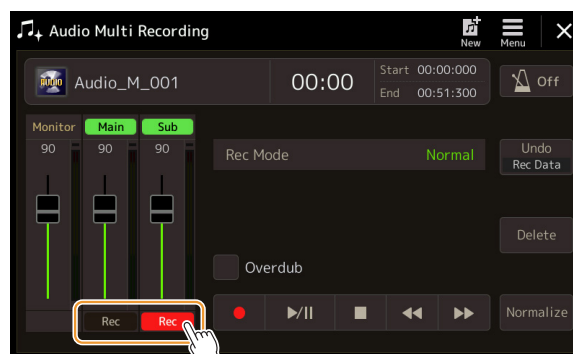 Audio Multi Recording
New
Menu
Audio_M_001
00:00
Start 00:00:000
End 00:51:300
Off
Monitor Main Sub
90 90 90
Rec Mode Normal
Undo
Rec Data
Delete
Overdub
Rec Rec
Normalize